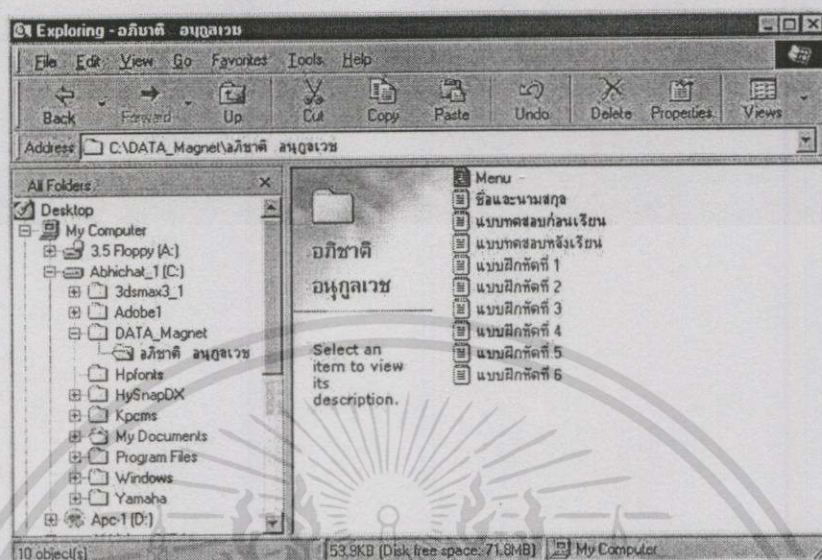 Exploring - อภิชาติ อนุกูลเวช
File Edit View Go Favorites Tools Help
Back Forward Up Cut Copy Paste Undo Delete Properties Views
Address C:\DATA_Magnet\อภิชาติ อนุกูลเวช
All Folders
Desktop
My Computer
3.5 Floppy (A:)
Abhichat_1 (C:)
3dsmax3_1
Adobe1
DATA_Magnet
อภิชาติ อนุกูลเวช
Hpfonts
HySnapDX
Kpcms
My Documents
Program Files
Windows
Yamaha
Apc-1 (D:)
อภิชาติ
อนุกูลเวช
Select an
item to view
its
description.
Menu
ชื่อและนามสกุล
แบบทดสอบก่อนเรียน
แบบทดสอบหลังเรียน
แบบฝึกหัดที่ 1
แบบฝึกหัดที่ 2
แบบฝึกหัดที่ 3
แบบฝึกหัดที่ 4
แบบฝึกหัดที่ 5
แบบฝึกหัดที่ 6
10 object(s) 53.9KB (Disk free space: 71.8MB) My Computer